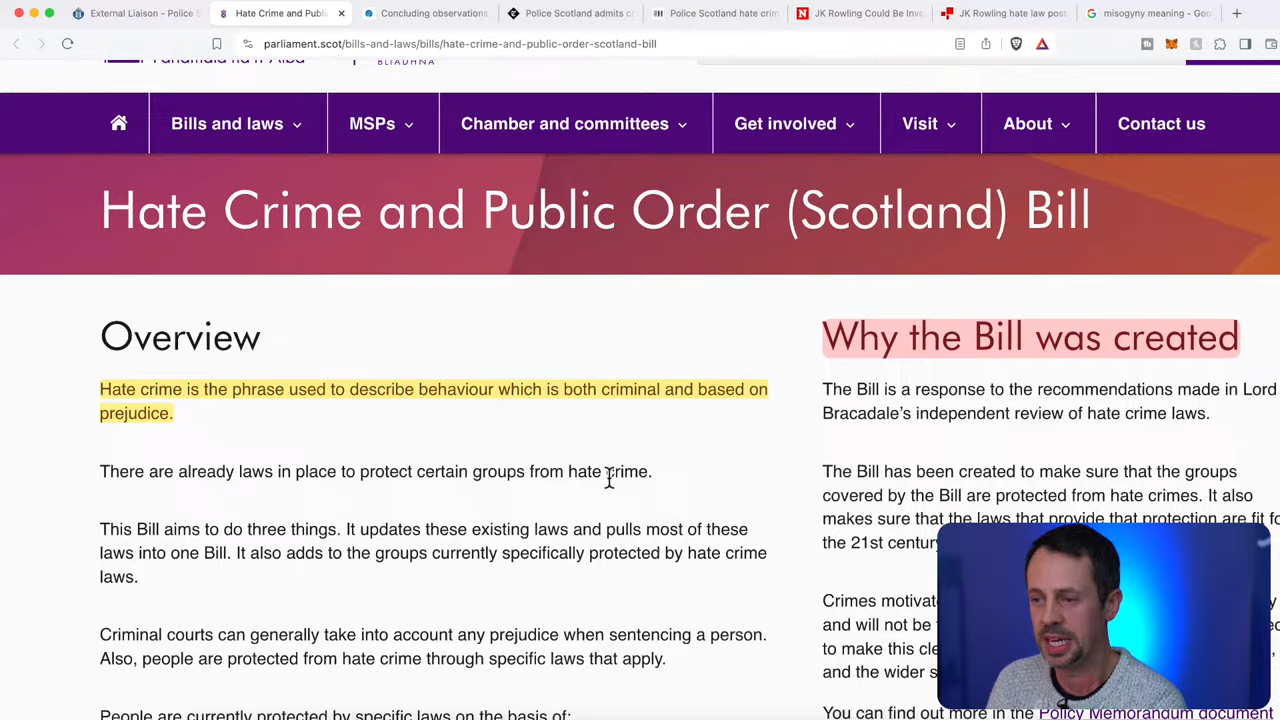 External Liaison - Police S
Hate Crime and Publi
Concluding observations
Police Scotland admits c
Police Scotland hate crim
JK Rowling Could Be Inve
JK Rowling hate law post
misogyny meaning - Goo
parliament.scot/bills-and-laws/bills/hate-crime-and-public-order-scotland-bill
BLIADHNA
Bills and laws
MSPs
Chamber and committees
Get involved
Visit
About
Contact us
Hate Crime and Public Order (Scotland) Bill
Overview
Hate crime is the phrase used to describe behaviour which is both criminal and based on
prejudice.
There are already laws in place to protect certain groups from hate crime.
This Bill aims to do three things. It updates these existing laws and pulls most of these
laws into one Bill. It also adds to the groups currently specifically protected by hate crime
laws.
Criminal courts can generally take into account any prejudice when sentencing a person.
Also, people are protected from hate crime through specific laws that apply.
People are currently protected by specific laws on the basis of:
Why the Bill was created
The Bill is a response to the recommendations made in Lord
Bracadale's independent review of hate crime laws.
The Bill has been created to make sure that the groups
covered by the Bill are protected from hate crimes. It also
makes sure that the laws that provide that protection are fit fo
the 21st century
Crimes motivate
and will not be
to make this cle
and the wider s
You can find out more in the Policy Memorandum document